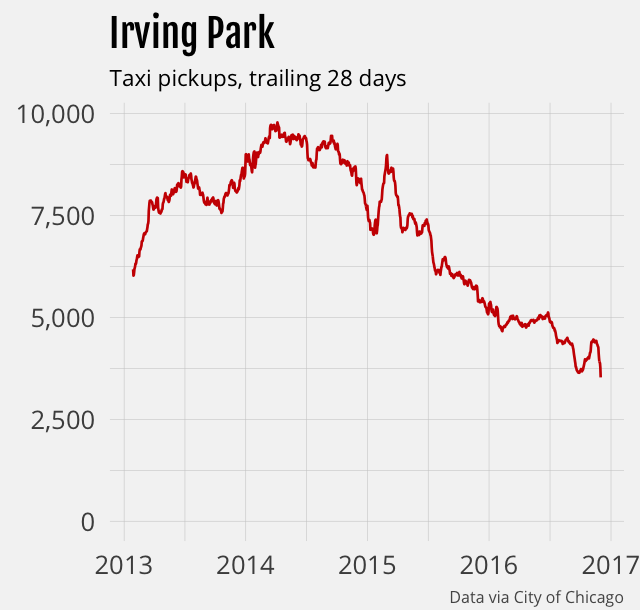 Irving Park
Taxi pickups, trailing 28 days
10,000
7,500
5,000
2,500
0
2013 2014 2015 2016 2017
Data via City of Chicago